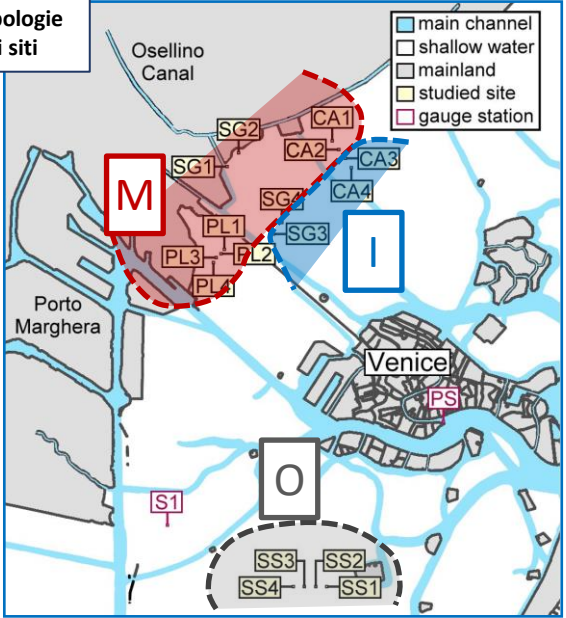 pologie
i siti
Osellino
Canal
main channel
shallow water
mainland
studied site
gauge station
SG2
CA1
CA2
CA3
SG1
M
CA4
SG4
PL1
SG3
I
PL3
PL2
PL4
Porto
Marghera
Venice
PS
O
S1
SS3
SS2
SS4
SS1